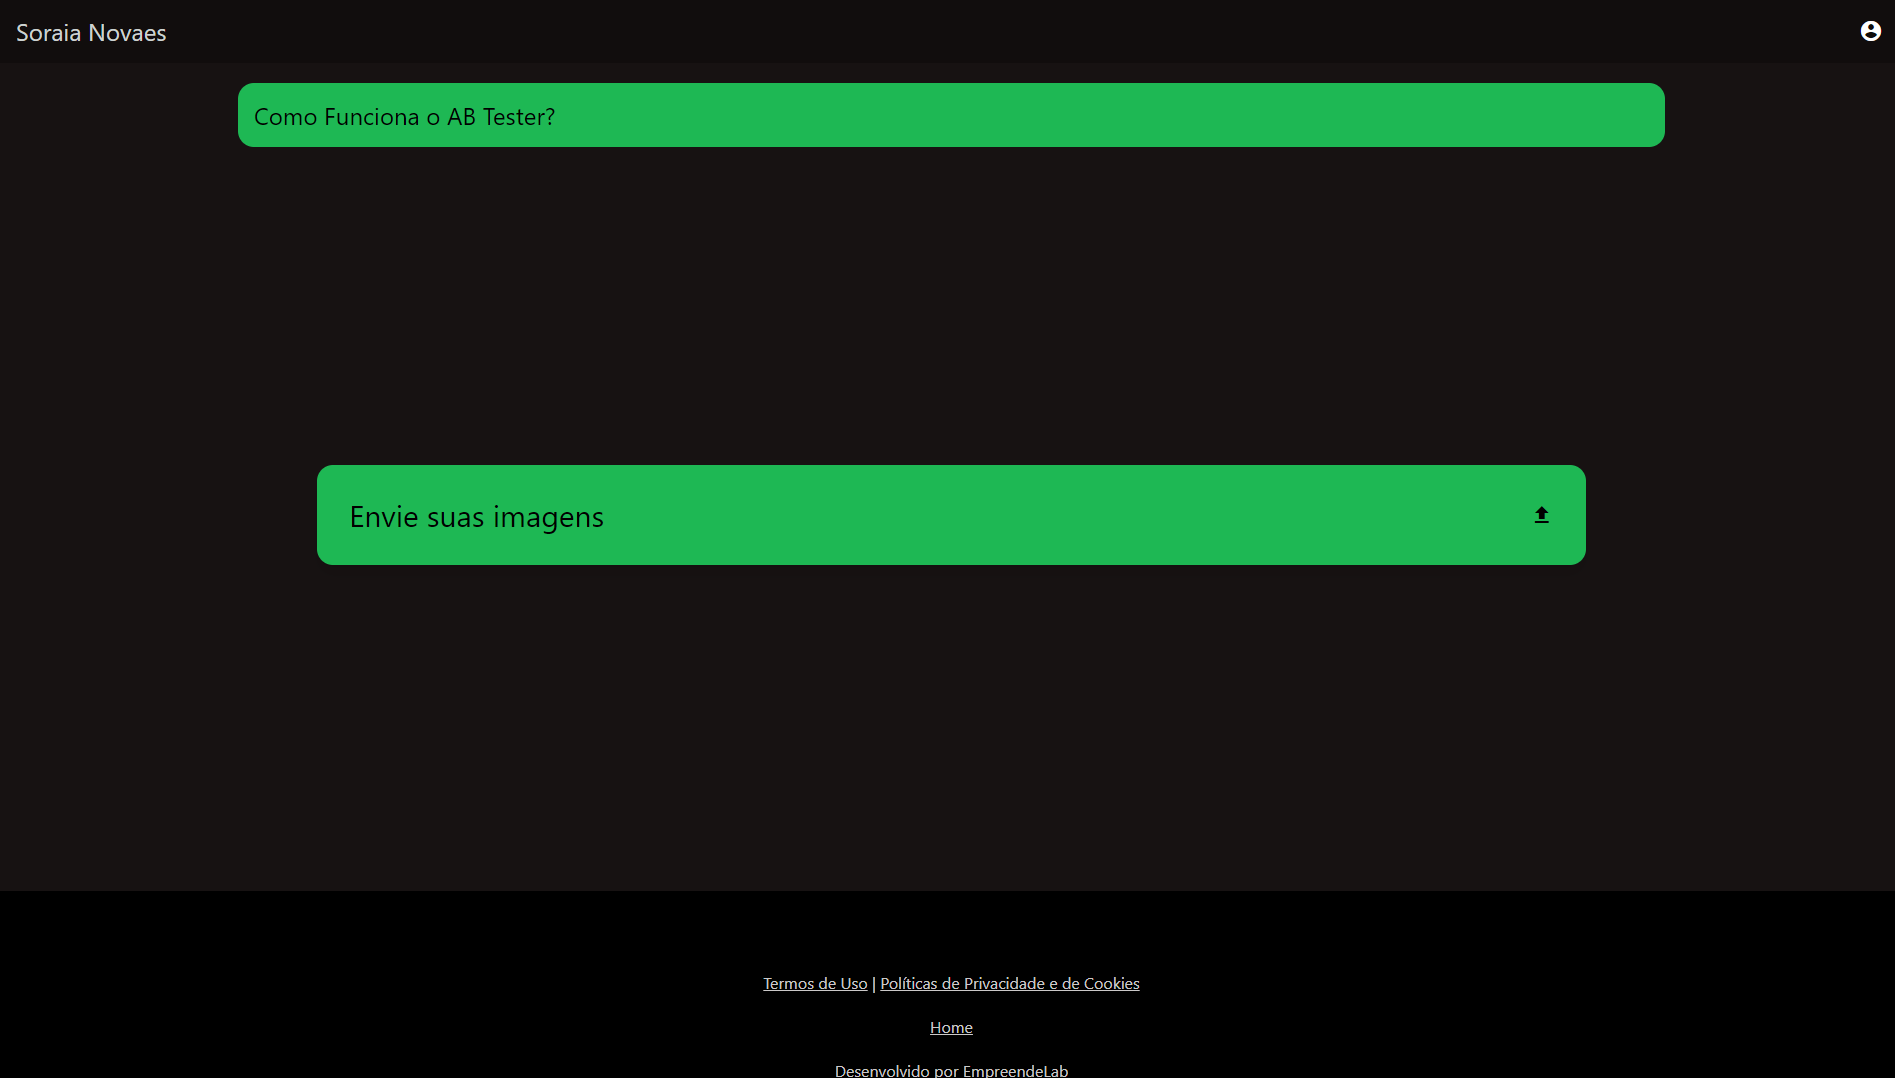 Soraia Novaes
Como Funciona o AB Tester?
Envie suas imagens
Termos de Uso | Políticas de Privacidade e de Cookies
Home
Desenvolvido por EmpreendeLab